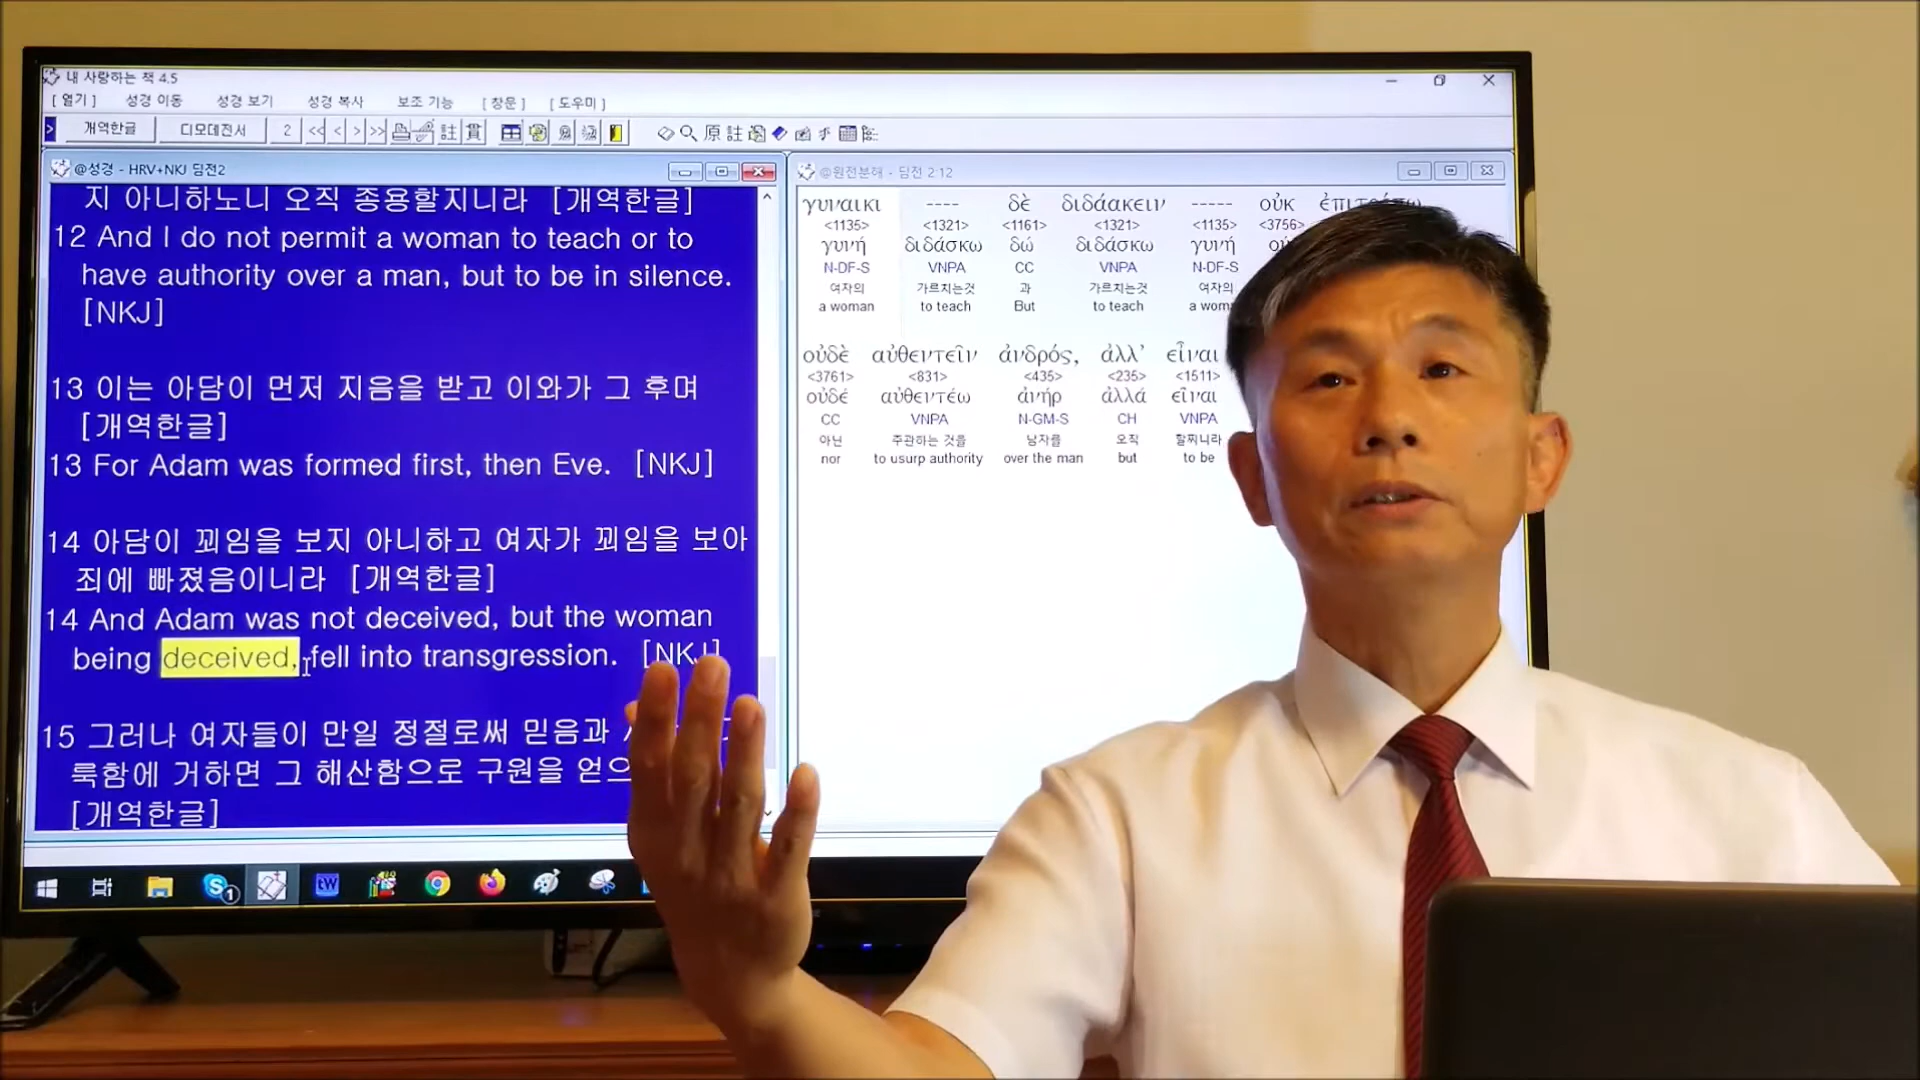 내 사랑하는 책 4.5
[ 열기 ] 성경 이동 성경 보기 성경 복사 보조 기능 [ 창문 ] [ 도우미 ]
개역한글 디모데전서 2 << < > >> 註 原 註
@성경 - HRV+NKJ 딤전2
지 아니하노니 오직 종용할지니라 [개역한글]
12 And I do not permit a woman to teach or to
have authority over a man, but to be in silence.
[NKJ]
13 이는 아담이 먼저 지음을 받고 이와가 그 후며
[개역한글]
13 For Adam was formed first, then Eve. [NKJ]
14 아담이 꾀임을 보지 아니하고 여자가 꾀임을 보아
죄에 빠졌음이니라 [개역한글]
14 And Adam was not deceived, but the woman
being deceived, fell into transgression. [NKJ]
15 그러나 여자들이 만일 정절로써 믿음과
룩함에 거하면 그 해산함으로 구원을
[개역한글]
@원전분해 - 딤전 2:12
γυναικι ---- δὲ διδάακειν ----- οὐκ ἐπιτρέπω
<1135> <1321> <1161> <1321> <1135> <3756>
γυνή διδάσκω δώ διδάσκω γυνή
N-DF-S VNPA CC VNPA N-DF-S
여자의 가르치는것 과 가르치는것
a woman to teach But to teach
οὐδὲ αὐθεντεῖν ἀνδρός, ἀλλ’ εἶναι
<3761> <831> <435> <235> <1511>
οὐδέ αὐθεντέω ἀνήρ ἀλλά εἶναι
CC VNPA N-GM-S CH VNPA
아닌 주관하는 것을 남자를 오직 할찌니라
nor to usurp authority over the man but to be